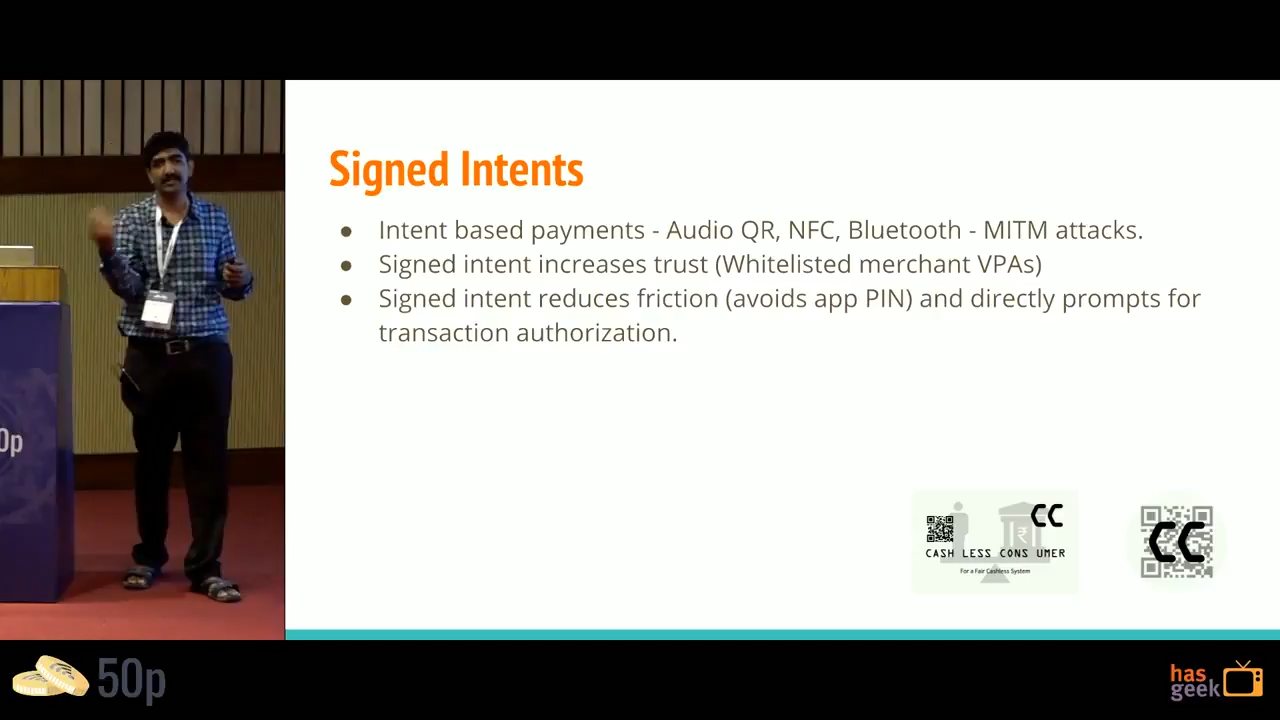 Signed Intents
● Intent based payments - Audio QR, NFC, Bluetooth - MITM attacks.
● Signed intent increases trust (Whitelisted merchant VPAs)
● Signed intent reduces friction (avoids app PIN) and directly prompts for
transaction authorization.
0p
CC
CASH LESS CONS UMER
For a Fair Cashless System
CC
50p
has
geek